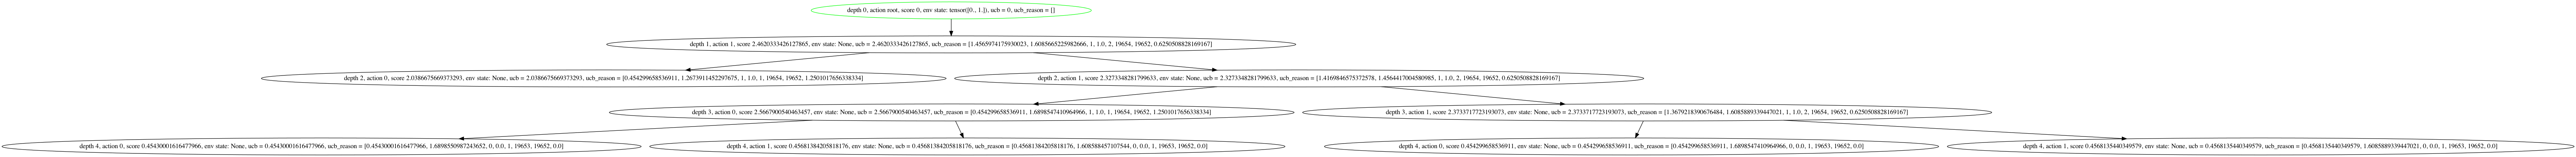 depth 0, action root, score 0, env state: tensor([0., 1.]), ucb = 0, ucb_reason = []
depth 1, action 1, score 2.4620333426127865, env state: None, ucb = 2.4620333426127865, ucb_reason = [1.4565974175930023, 1.6085665225982666, 1, 1.0, 2, 19654, 19652, 0.6250508828169167]
depth 2, action 0, score 2.0386675669373293, env state: None, ucb = 2.0386675669373293, ucb_reason = [0.454299658536911, 1.2673911452297675, 1, 1.0, 1, 19654, 19652, 1.2501017656338334]
depth 2, action 1, score 2.3273348281799633, env state: None, ucb = 2.3273348281799633, ucb_reason = [1.4169846575372578, 1.4564417004580985, 1, 1.0, 2, 19654, 19652, 0.6250508828169167]
depth 3, action 0, score 2.5667900540463457, env state: None, ucb = 2.5667900540463457, ucb_reason = [0.454299658536911, 1.6898547410964966, 1, 1.0, 1, 19654, 19652, 1.2501017656338334]
depth 3, action 1, score 2.3733717723193073, env state: None, ucb = 2.3733717723193073, ucb_reason = [1.3679218390676484, 1.6085889339447021, 1, 1.0, 2, 19654, 19652, 0.6250508828169167]
depth 4, action 0, score 0.45430001616477966, env state: None, ucb = 0.45430001616477966, ucb_reason = [0.45430001616477966, 1.6898550987243652, 0, 0.0, 1, 19653, 19652, 0.0]
depth 4, action 1, score 0.45681384205818176, env state: None, ucb = 0.45681384205818176, ucb_reason = [0.45681384205818176, 1.608588457107544, 0, 0.0, 1, 19653, 19652, 0.0]
depth 4, action 0, score 0.454299658536911, env state: None, ucb = 0.454299658536911, ucb_reason = [0.454299658536911, 1.6898547410964966, 0, 0.0, 1, 19653, 19652, 0.0]
depth 4, action 1, score 0.4568135440349579, env state: None, ucb = 0.4568135440349579, ucb_reason = [0.4568135440349579, 1.6085889339447021, 0, 0.0, 1, 19653, 19652, 0.0]